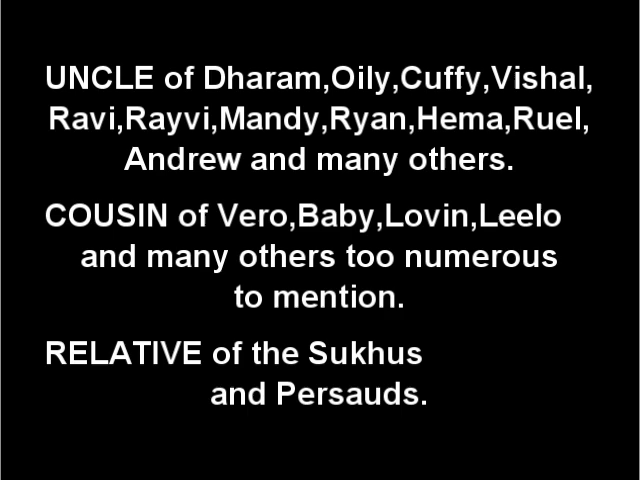 UNCLE of Dharam,Oily,Cuffy,Vishal,
Ravi,Rayvi,Mandy,Ryan,Hema,Ruel,
Andrew and many others.
COUSIN of Vero,Baby,Lovin,Leelo
and many others too numerous
to mention.
RELATIVE of the Sukhus
and Persauds.